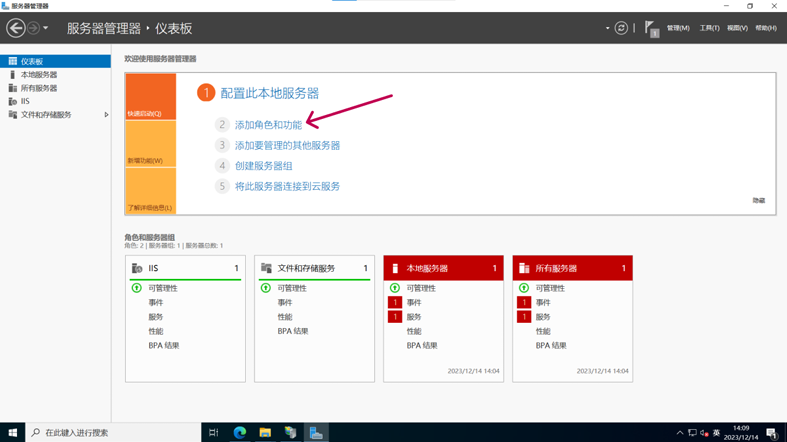 服务器管理器
服务器管理器 · 仪表板
1
管理(M) 工具(T) 视图(V) 帮助(H)
仪表板
本地服务器
所有服务器
IIS
文件和存储服务
欢迎使用服务器管理器
快速启动(Q)
新增功能(W)
了解详细信息(L)
1 配置此本地服务器
2 添加角色和功能
3 添加要管理的其他服务器
4 创建服务器组
5 将此服务器连接到云服务
隐藏
角色和服务器组
角色: 2 | 服务器组: 1 | 服务器总数: 1
IIS 1
可管理性
事件
服务
性能
BPA 结果
文件和存储服务 1
可管理性
事件
性能
BPA 结果
本地服务器 1
可管理性
1 事件
1 服务
性能
BPA 结果
2023/12/14 14:04
所有服务器 1
可管理性
1 事件
1 服务
性能
BPA 结果
2023/12/14 14:04
在此键入进行搜索
英
14:09
2023/12/14
1